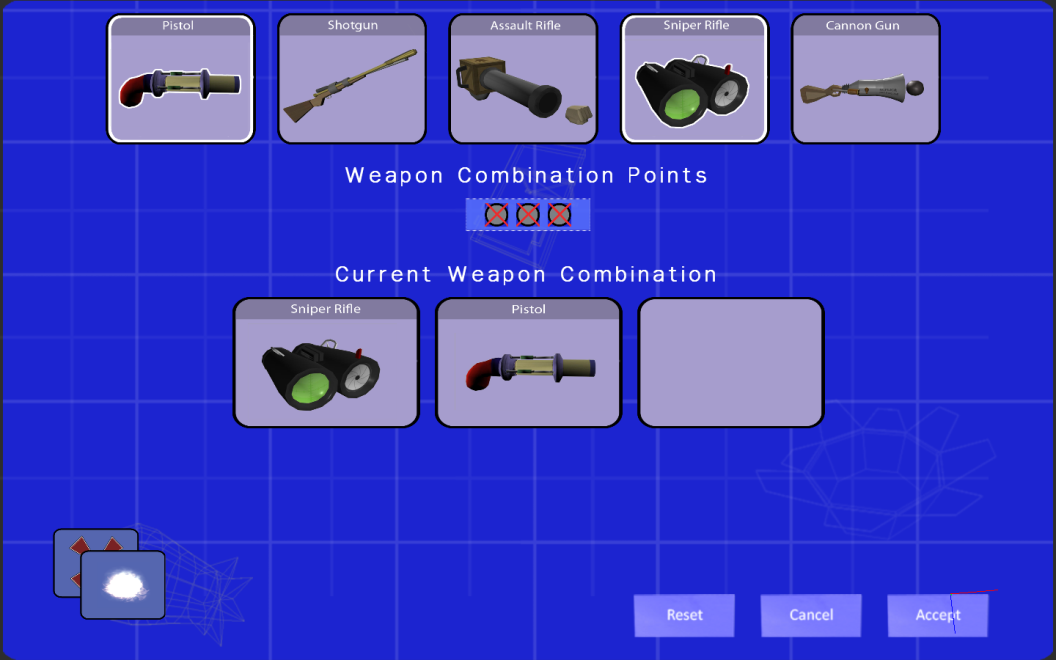 Pistol
Shotgun
Assault Rifle
Sniper Rifle
Cannon Gun
Weapon Combination Points
Current Weapon Combination
Sniper Rifle
Pistol
Reset
Cancel
Accept